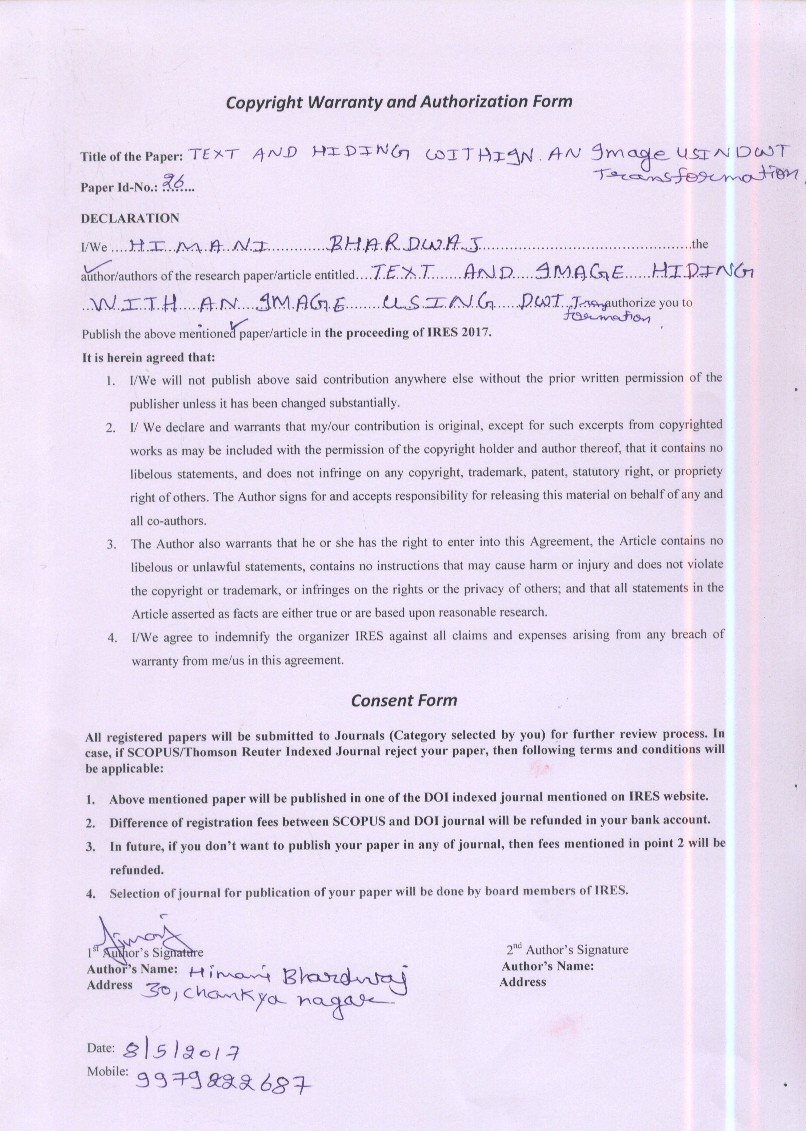 Copyright Warranty and Authorization Form
Title of the Paper: TEXT AND HIDING WITHIGN. AN Image USIN DWT
Transformation
Paper Id-No.: 26....
DECLARATION
I/We ....HIMANI............BHARDWAJ..................................................the
author/authors of the research paper/article entitled...TEXT......AND....IMAGE.....HIDING
..WITH..AN..IMAGE.......USING.....DWT..Trans authorize you to
formation
Publish the above mentioned paper/article in the proceeding of IRES 2017.
It is herein agreed that:
1. I/We will not publish above said contribution anywhere else without the prior written permission of the
publisher unless it has been changed substantially.
2. I/ We declare and warrants that my/our contribution is original, except for such excerpts from copyrighted
works as may be included with the permission of the copyright holder and author thereof, that it contains no
libelous statements, and does not infringe on any copyright, trademark, patent, statutory right, or propriety
right of others. The Author signs for and accepts responsibility for releasing this material on behalf of any and
all co-authors.
3. The Author also warrants that he or she has the right to enter into this Agreement, the Article contains no
libelous or unlawful statements, contains no instructions that may cause harm or injury and does not violate
the copyright or trademark, or infringes on the rights or the privacy of others; and that all statements in the
Article asserted as facts are either true or are based upon reasonable research.
4. I/We agree to indemnify the organizer IRES against all claims and expenses arising from any breach of
warranty from me/us in this agreement.
Consent Form
All registered papers will be submitted to Journals (Category selected by you) for further review process. In
case, if SCOPUS/Thomson Reuter Indexed Journal reject your paper, then following terms and conditions will
be applicable:
1. Above mentioned paper will be published in one of the DOI indexed journal mentioned on IRES website.
2. Difference of registration fees between SCOPUS and DOI journal will be refunded in your bank account.
3. In future, if you don't want to publish your paper in any of journal, then fees mentioned in point 2 will be
refunded.
4. Selection of journal for publication of your paper will be done by board members of IRES.
1st Author's Signature
2nd Author's Signature
Author's Name: Himani Bhardwaj
Author's Name:
Address 30, chankya nagar
Address
Date: 8/5/2017
Mobile: 9979222687